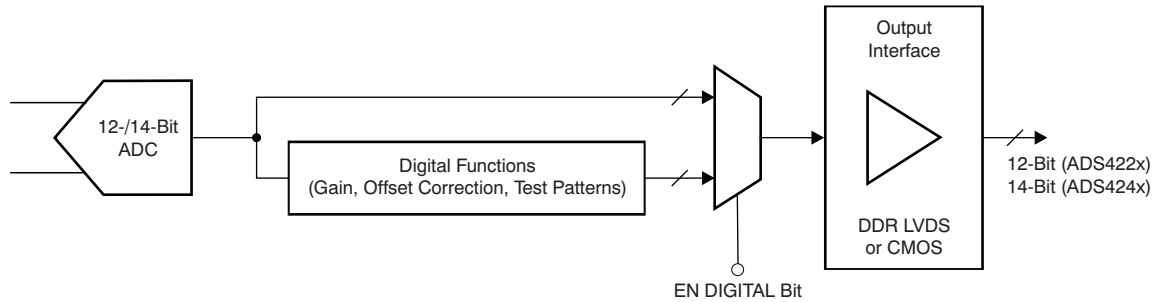 Output
Interface
12-/14-Bit
ADC
Digital Functions
(Gain, Offset Correction, Test Patterns)
12-Bit (ADS422x)
14-Bit (ADS424x)
DDR LVDS
or CMOS
EN DIGITAL Bit